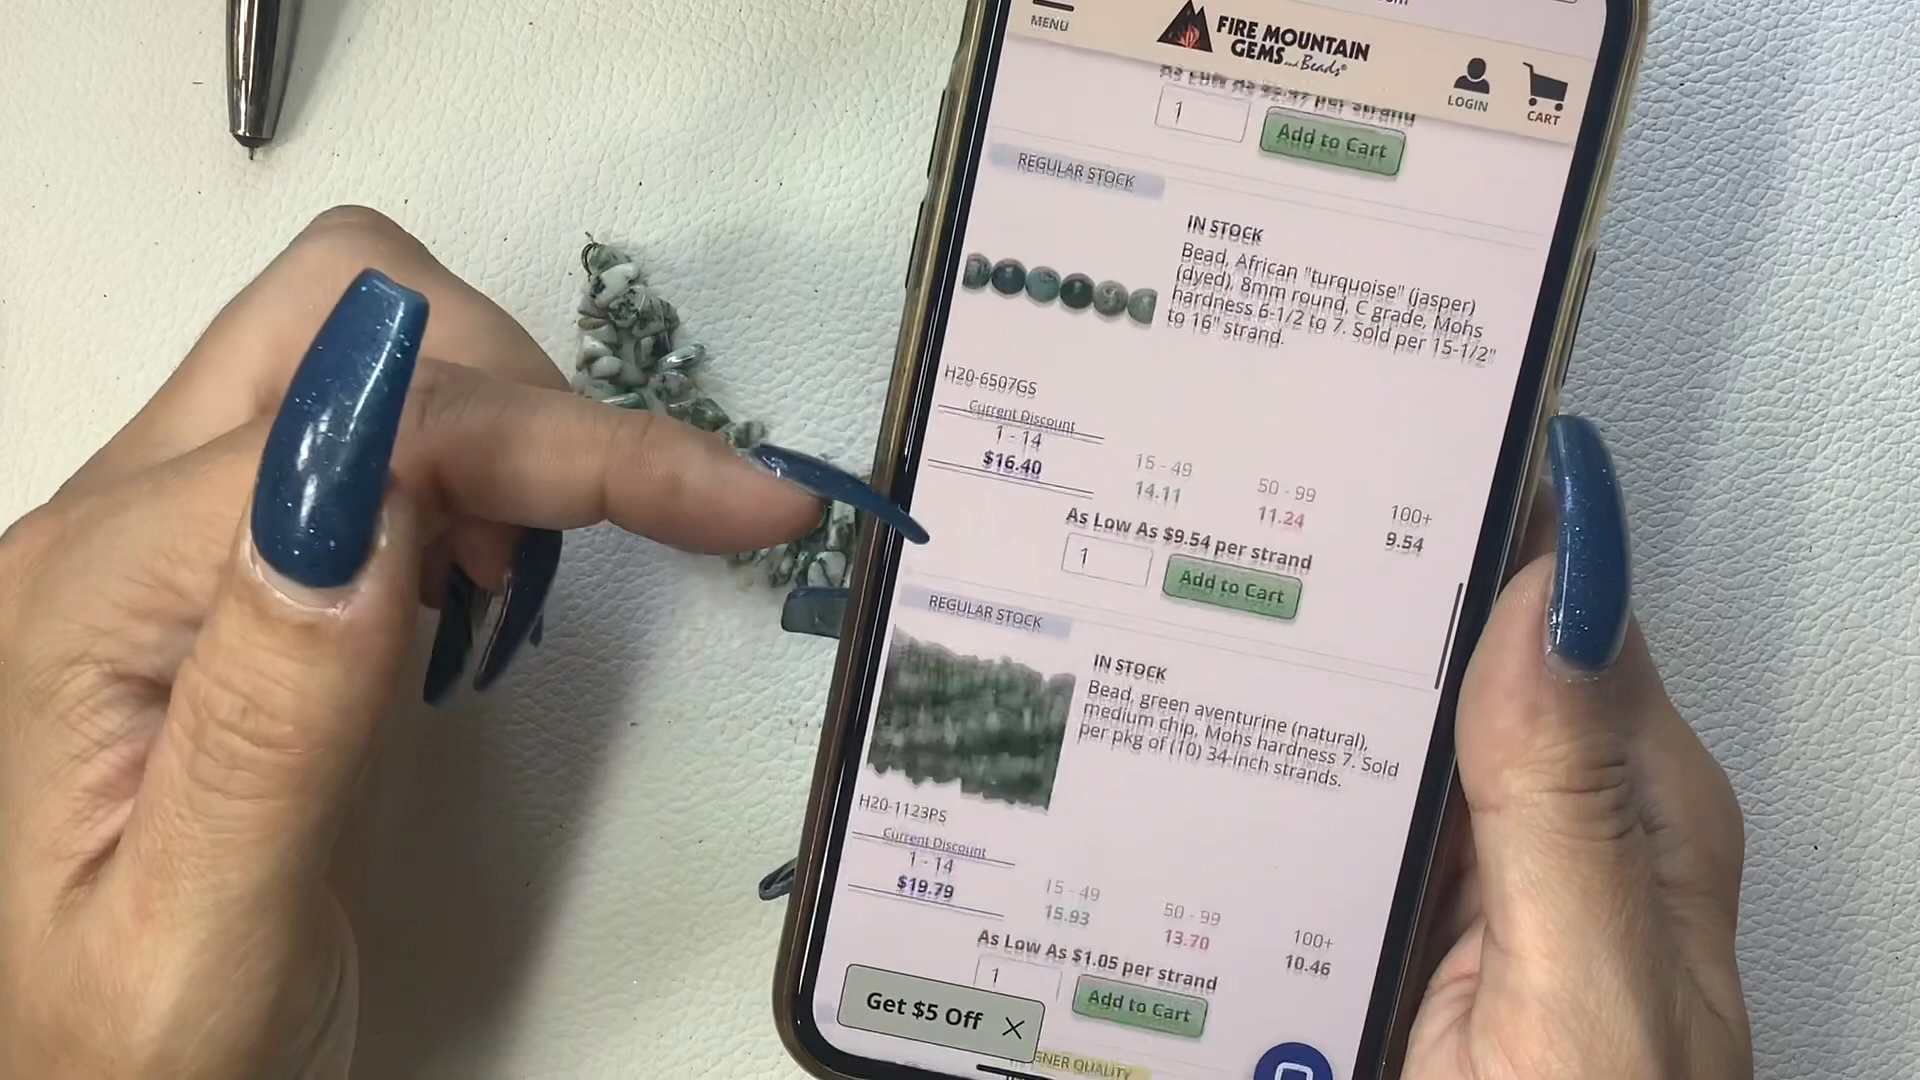 MENU
FIRE MOUNTAIN
GEMS and Beads®
LOGIN
CART
1
Add to Cart
REGULAR STOCK
IN STOCK
Bead, African "turquoise" (jasper)
(dyed), 8mm round, C grade, Mohs
hardness 6-1/2 to 7. Sold per 15-1/2"
to 16" strand.
H20-6507GS
Current Discount
1 - 14
$16.40
15 - 49
14.11
50 - 99
11.24
100+
9.54
As Low As $9.54 per strand
1
Add to Cart
REGULAR STOCK
IN STOCK
Bead, green aventurine (natural),
medium chip, Mohs hardness 7. Sold
per pkg of (10) 34-inch strands.
H20-1123PS
Current Discount
1 - 14
$19.79
15 - 49
15.93
50 - 99
13.70
100+
10.46
As Low As $1.05 per strand
1
Add to Cart
Get $5 Off
QUALITY